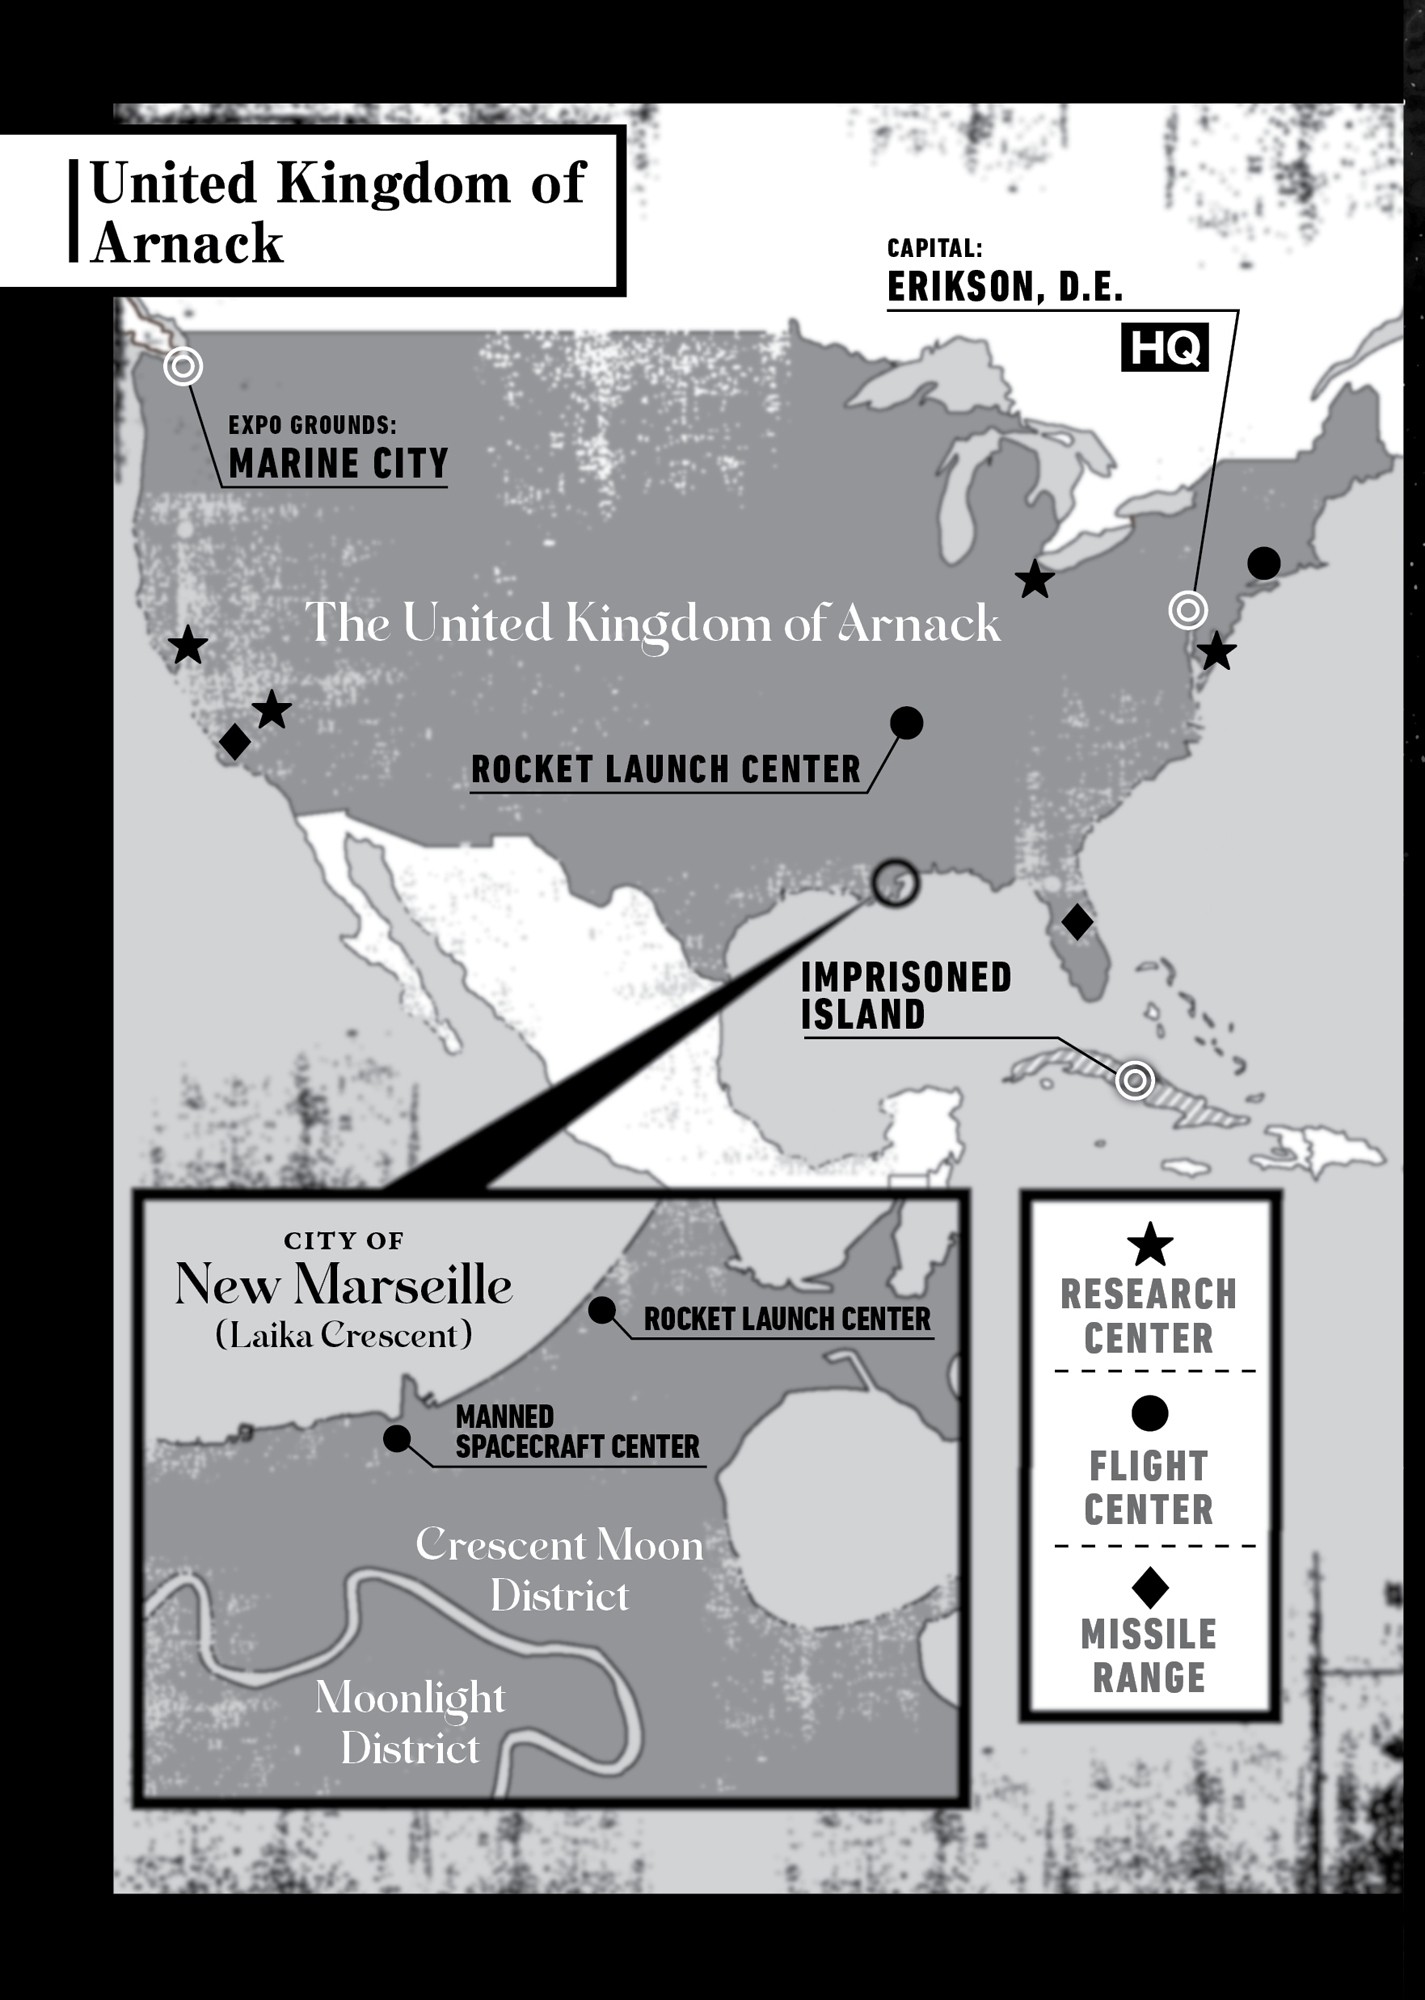 United Kingdom of
Arnack
CAPITAL:
ERIKSON, D.E.
HQ
EXPO GROUNDS:
MARINE CITY
The United Kingdom of Arnack
ROCKET LAUNCH CENTER
IMPRISONED
ISLAND
CITY OF
New Marseille
(Laika Crescent)
ROCKET LAUNCH CENTER
MANNED
SPACECRAFT CENTER
Crescent Moon
District
Moonlight
District
RESEARCH
CENTER
FLIGHT
CENTER
MISSILE
RANGE